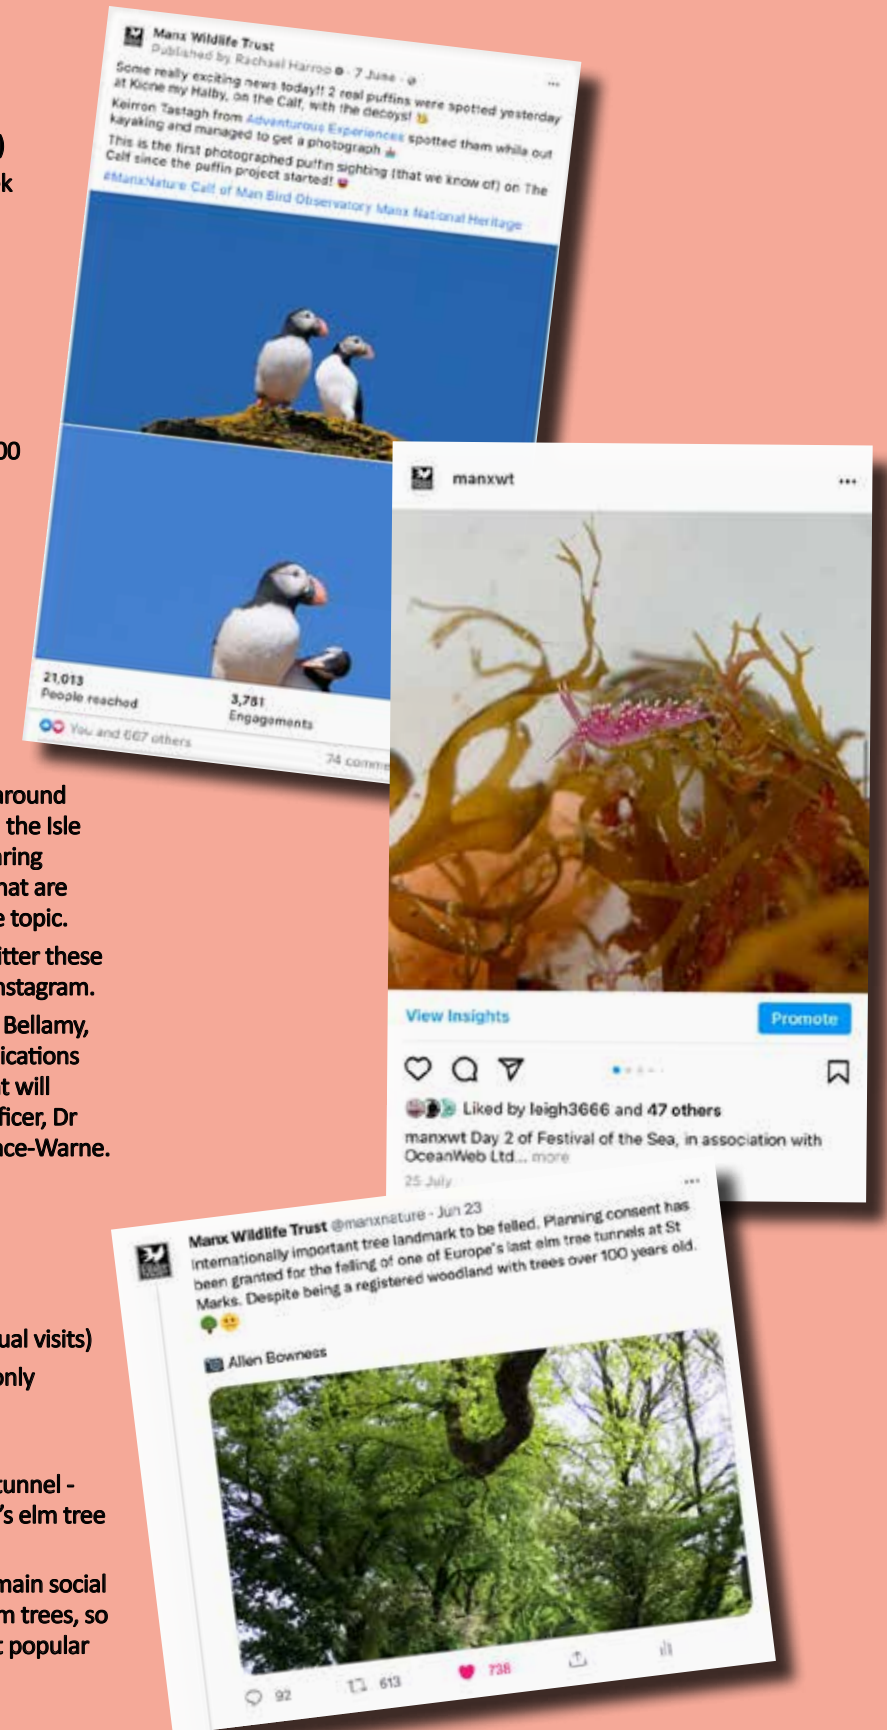 )
k
00
around
the Isle
aring
hat are
e topic.
itter these
nstagram.
Bellamy,
ications
t will
ficer, Dr
nce-Warne.
ual visits)
only
tunnel -
's elm tree
main social
m trees, so
t popular
Manx Wildlife Trust
Published by Rachael Harrop · 7 June ·
Some really exciting news today!! 2 real puffins were spotted yesterday
at Kione my Halby, on the Calf, with the decoys!
Keirron Tastagh from Adventurous Experiences spotted them while out
kayaking and managed to get a photograph
This is the first photographed puffin sighting (that we know of) on The
Calf since the puffin project started!
#ManxNature Calf of Man Bird Observatory Manx National Heritage
21,013
People reached
3,781
Engagements
You and 667 others
74 comme
manxwt
View Insights
Promote
Liked by leigh3666 and 47 others
manxwt Day 2 of Festival of the Sea, in association with
OceanWeb Ltd... more
25 July
Manx Wildlife Trust @manxnature · Jun 23
Internationally important tree landmark to be felled. Planning consent has
been granted for the felling of one of Europe's last elm tree tunnels at St
Marks. Despite being a registered woodland with trees over 100 years old.
🌳😕
📷 Allen Bowness
92
613
738